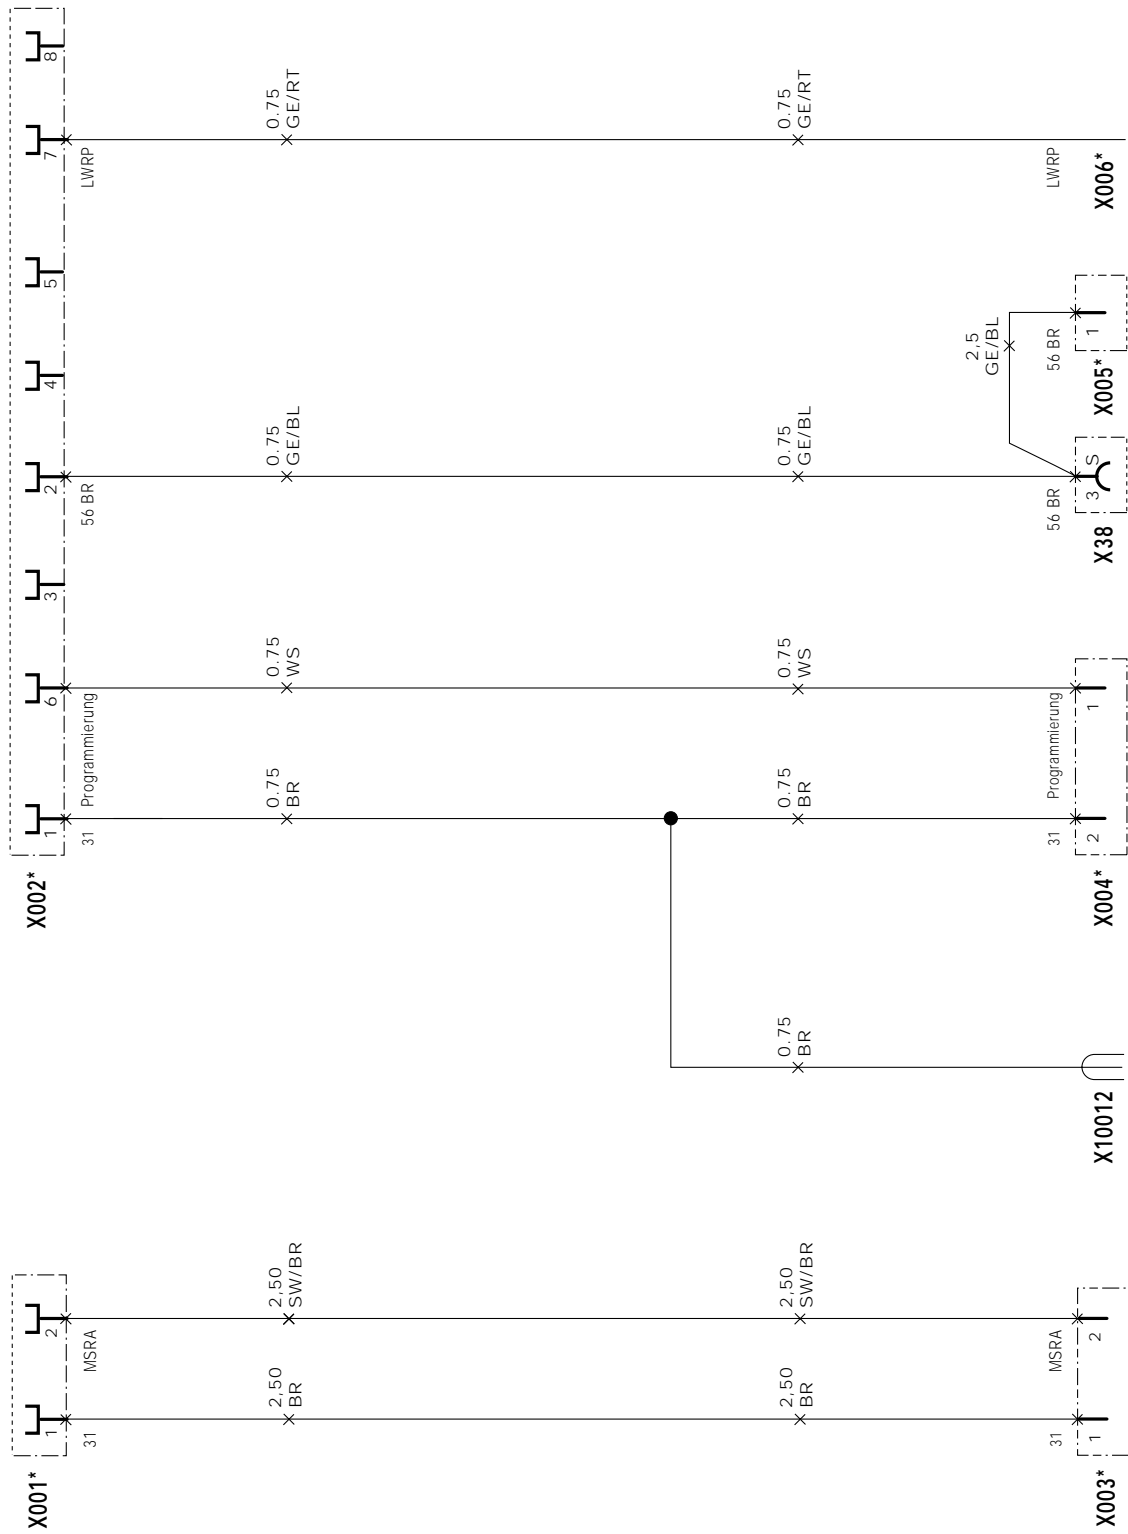 X001*
X002*
1
2
1
6
3
2
4
5
7
8
31
MSRA
31
Programmierung
56 BR
LWRP
2,50
BR
2,50
SW/BR
0.75
BR
0.75
WS
0.75
GE/BL
0.75
GE/RT
2,50
BR
2,50
SW/BR
0.75
BR
0.75
BR
0.75
WS
0.75
GE/BL
0.75
GE/RT
2,5
GE/BL
31
MSRA
31
Programmierung
56 BR
56 BR
LWRP
1
2
2
1
3
S
1
X003*
X10012
X004*
X38
X005*
X006*